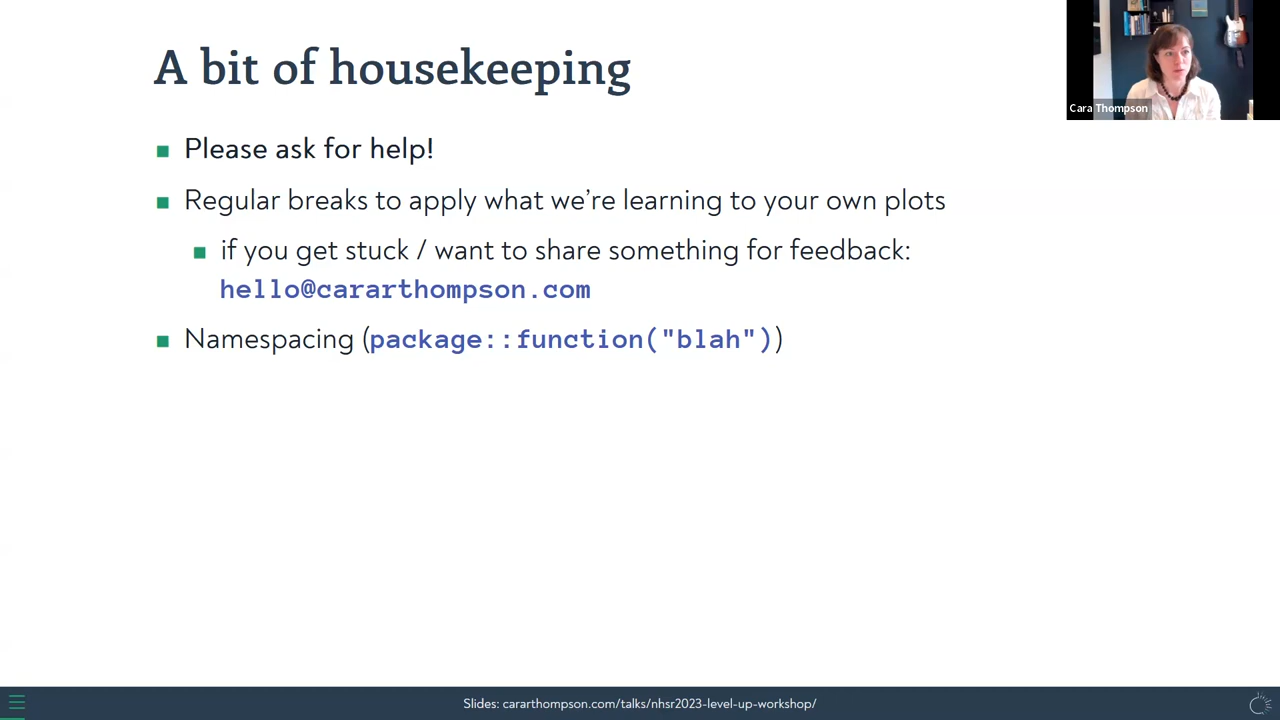 A bit of housekeeping
Cara Thompson
Please ask for help!
Regular breaks to apply what we're learning to your own plots
if you get stuck / want to share something for feedback:
hello@cararthompson.com
Namespacing (package::function("blah"))
Slides: cararthompson.com/talks/nhsr2023-level-up-workshop/